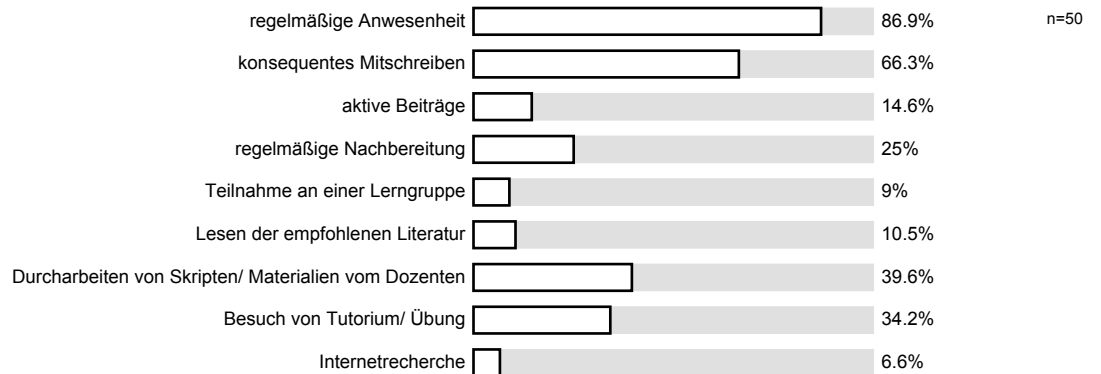 regelmäßige Anwesenheit 86.9% n=50
konsequentes Mitschreiben 66.3%
aktive Beiträge 14.6%
regelmäßige Nachbereitung 25%
Teilnahme an einer Lerngruppe 9%
Lesen der empfohlenen Literatur 10.5%
Durcharbeiten von Skripten/ Materialien vom Dozenten 39.6%
Besuch von Tutorium/ Übung 34.2%
Internetrecherche 6.6%